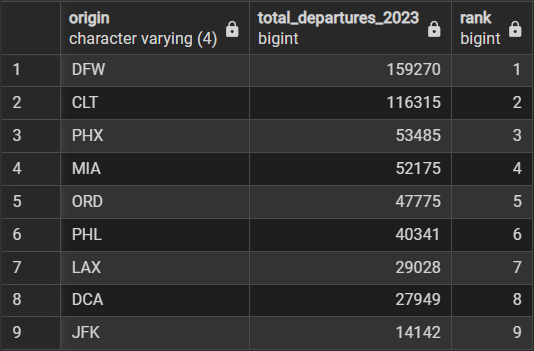 origin total_departures_2023 rank
character varying (4) bigint bigint
1 DFW 159270 1
2 CLT 116315 2
3 PHX 53485 3
4 MIA 52175 4
5 ORD 47775 5
6 PHL 40341 6
7 LAX 29028 7
8 DCA 27949 8
9 JFK 14142 9